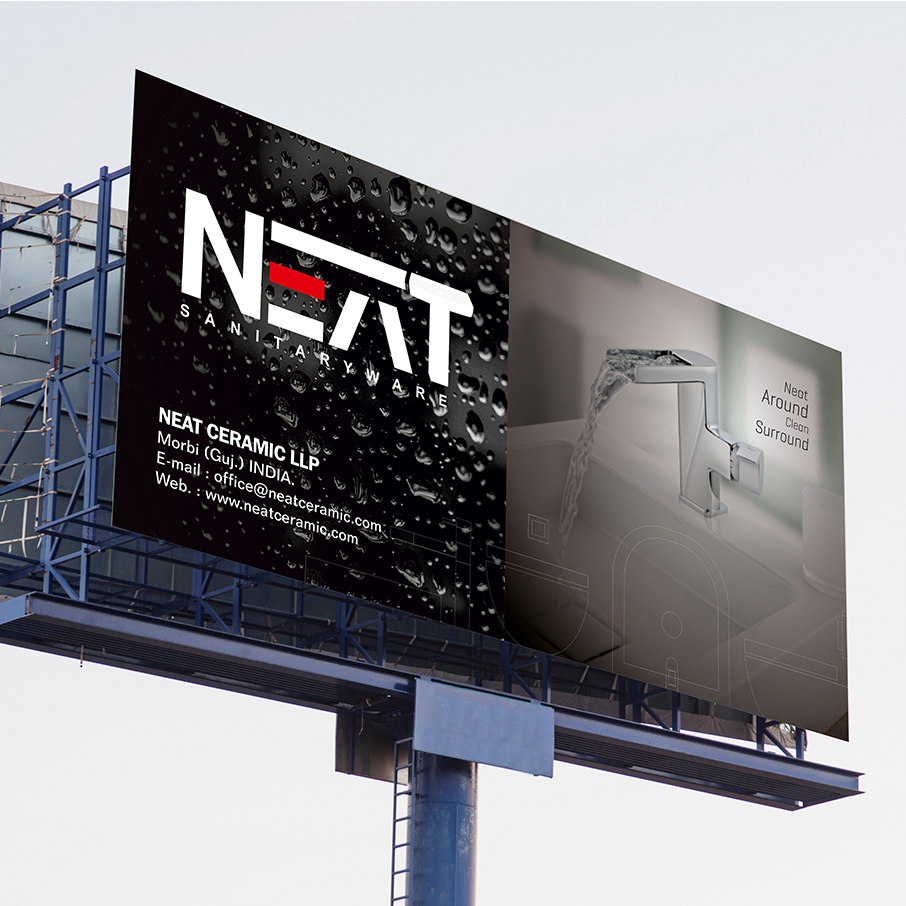 NEAT
SANITARYWARE
NEAT CERAMIC LLP
Morbi (Guj.) INDIA.
E-mail : office@neatceramic.com
Web. : www.neatceramic.com
Neat
Around
Clean
Surround